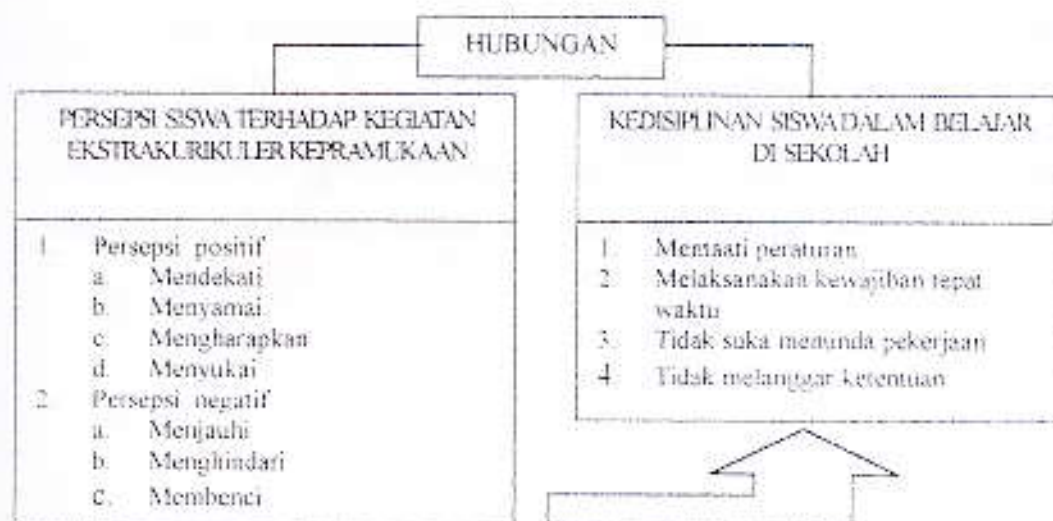 HUBUNGAN
PERSEPSI SISWA TERHADAP KEGIATAN
EKSTRAKURIKULER KEPRAMUKAAN
1. Persepsi positif
a. Mendekati
b. Menyamai
c. Mengharapkan
d. Menyukai
2. Persepsi negatif
a. Menjauhi
b. Menghindari
c. Membenci
KEDISIPLINAN SISWA DALAM BELAJAR
DI SEKOLAH
1. Mentaati peraturan
2. Melaksanakan kewajiban tepat
waktu
3. Tidak suka menunda pekerjaan
4. Tidak melanggar ketentuan